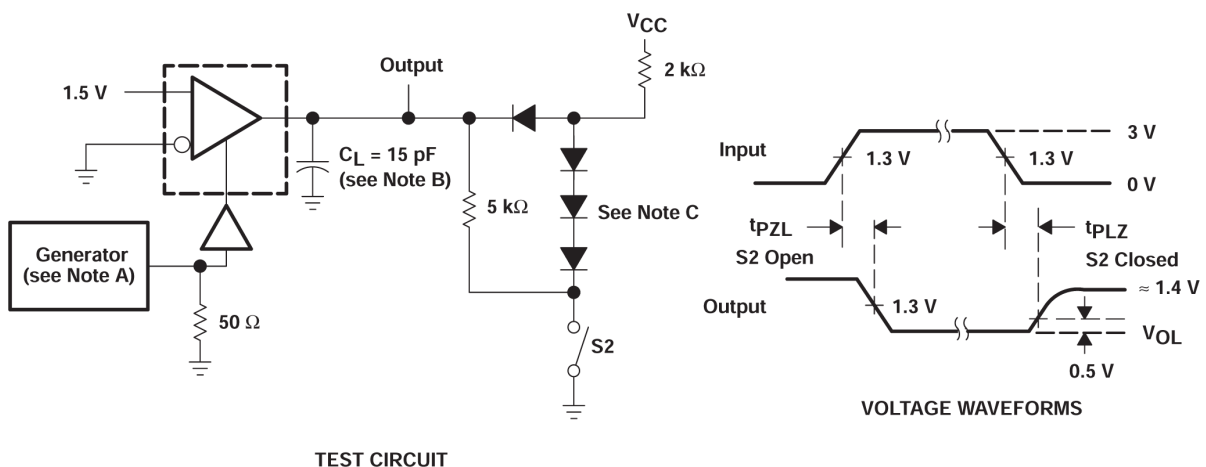 VCC
2 kΩ
Output
1.5 V
CL = 15 pF
(see Note B)
5 kΩ
See Note C
Generator
(see Note A)
50 Ω
S2
TEST CIRCUIT
Input
3 V
1.3 V
1.3 V
0 V
tPZL
tPLZ
S2 Open
S2 Closed
≈ 1.4 V
Output
1.3 V
VOL
0.5 V
VOLTAGE WAVEFORMS